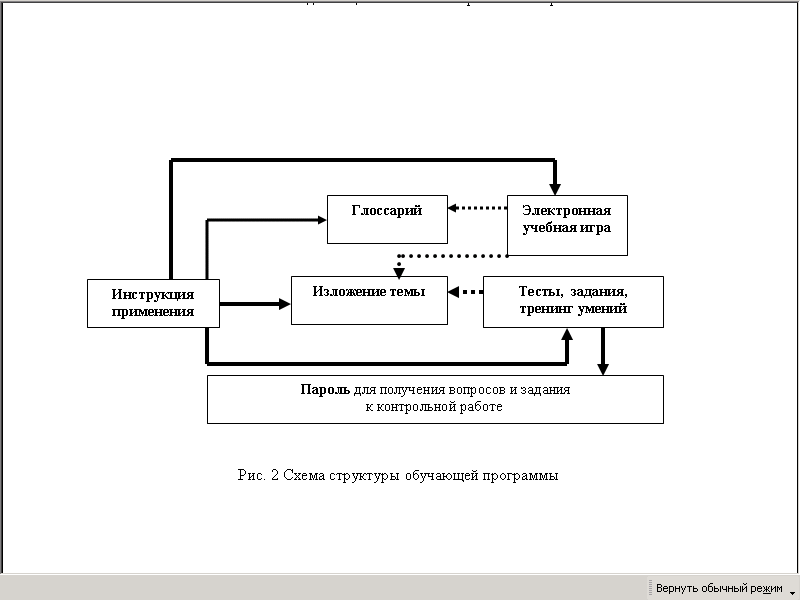 Глоссарий
Электронная
учебная игра
Инструкция
применения
Изложение темы
Тесты, задания,
тренинг умений
Пароль для получения вопросов и задания
к контрольной работе
Рис. 2 Схема структуры обучающей программы
Вернуть обычный режим